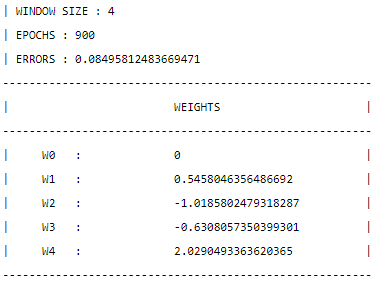 | WINDOW SIZE : 4
| EPOCHS : 900
| ERRORS : 0.08495812483669471
---------------------------------------------------------
| WEIGHTS |
---------------------------------------------------------
| W0 : 0 |
| W1 : 0.5458046356486692 |
| W2 : -1.0185802479318287 |
| W3 : -0.6308057350399301 |
| W4 : 2.0290493363620365 |
---------------------------------------------------------